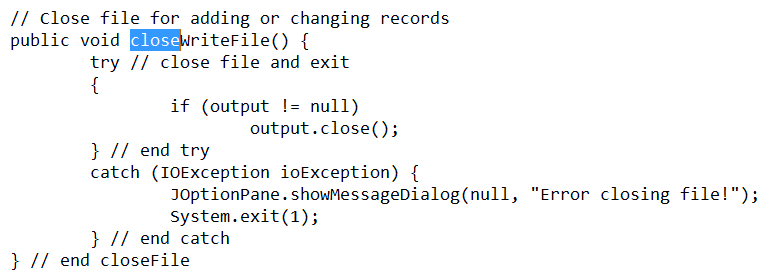 // Close file for adding or changing records
public void closeWriteFile() {
try // close file and exit
{
if (output != null)
output.close();
} // end try
catch (IOException ioException) {
JOptionPane.showMessageDialog(null, "Error closing file!");
System.exit(1);
} // end catch
} // end closeFile